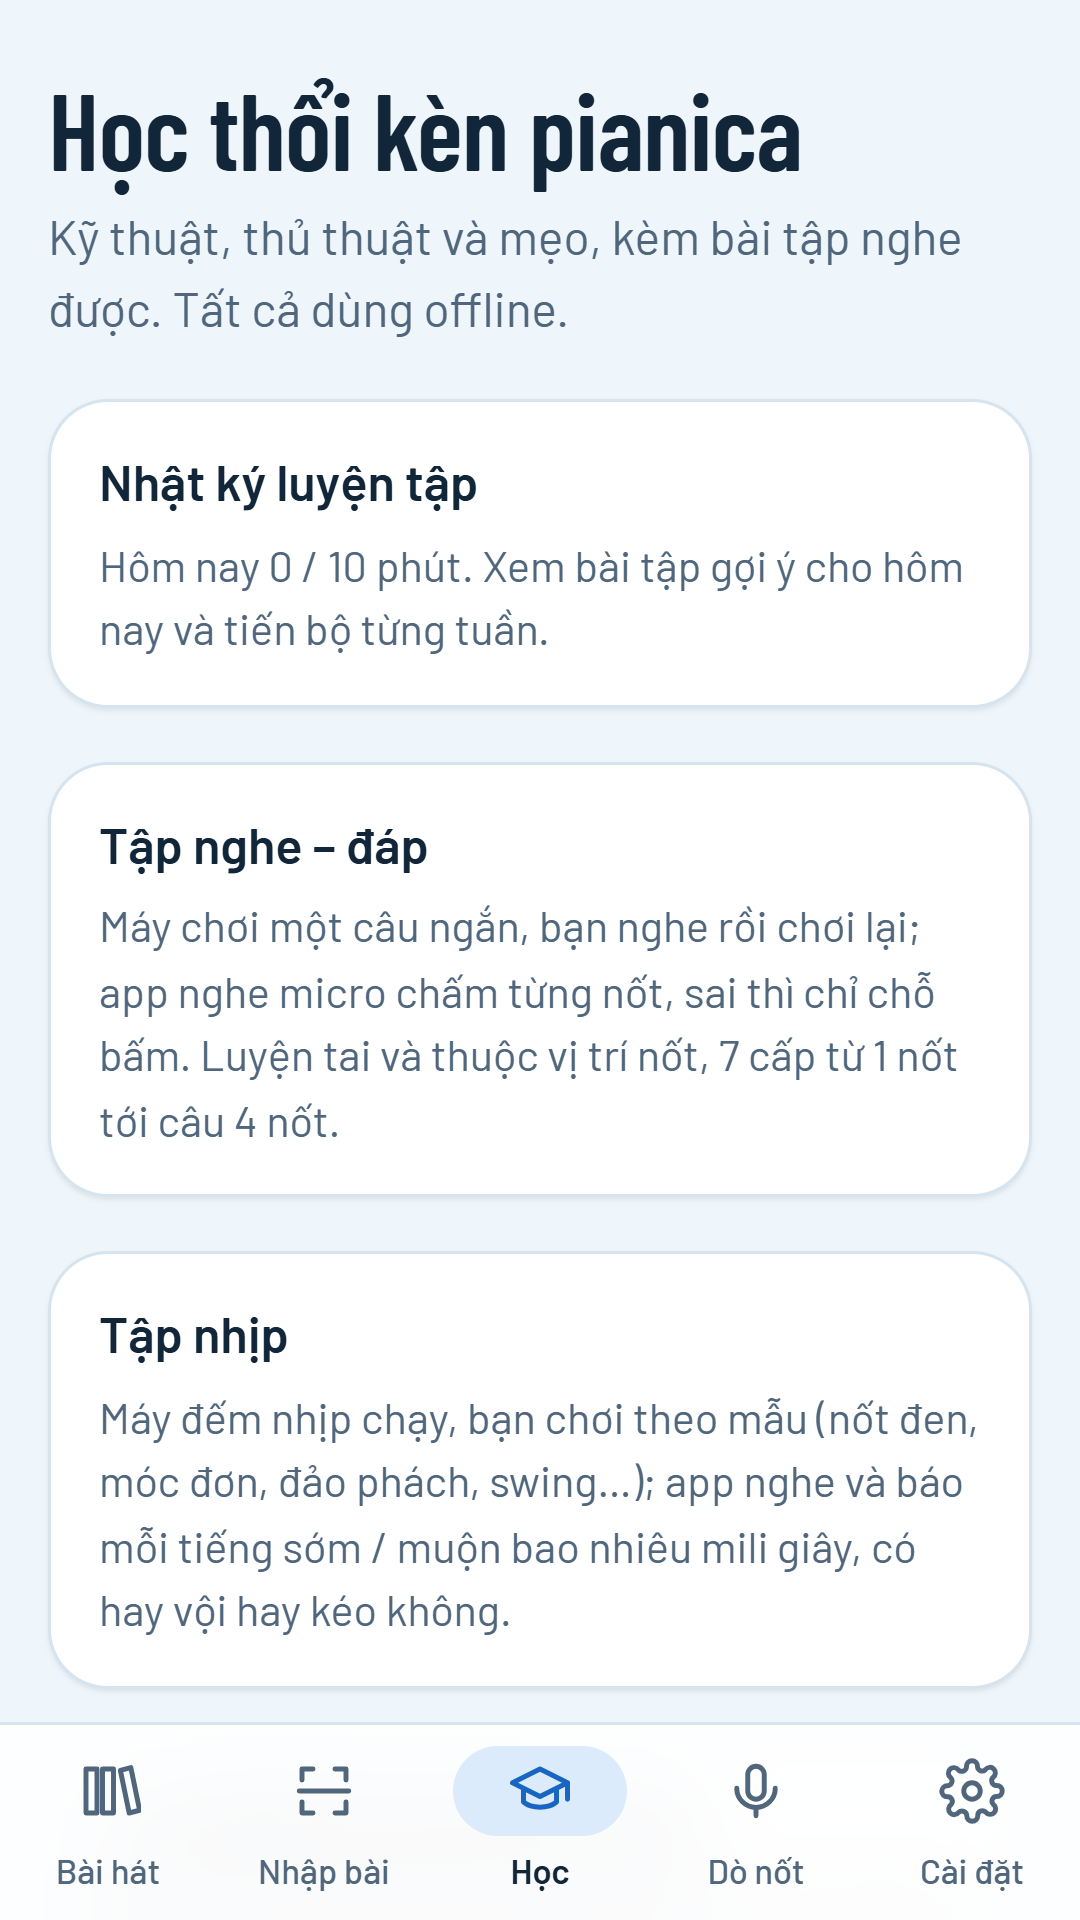 Học thổi kèn pianica
Kỹ thuật, thủ thuật và mẹo, kèm bài tập nghe
được. Tất cả dùng offline.
Nhật ký luyện tập
Hôm nay 0 / 10 phút. Xem bài tập gợi ý cho hôm
nay và tiến bộ từng tuần.
Tập nghe – đáp
Máy chơi một câu ngắn, bạn nghe rồi chơi lại;
app nghe micro chấm từng nốt, sai thì chỉ chỗ
bấm. Luyện tai và thuộc vị trí nốt, 7 cấp từ 1 nốt
tới câu 4 nốt.
Tập nhịp
Máy đếm nhịp chạy, bạn chơi theo mẫu (nốt đen,
móc đơn, đảo phách, swing...); app nghe và báo
mỗi tiếng sớm / muộn bao nhiêu mili giây, có
hay vội hay kéo không.
Bài hát
Nhập bài
Học
Dò nốt
Cài đặt